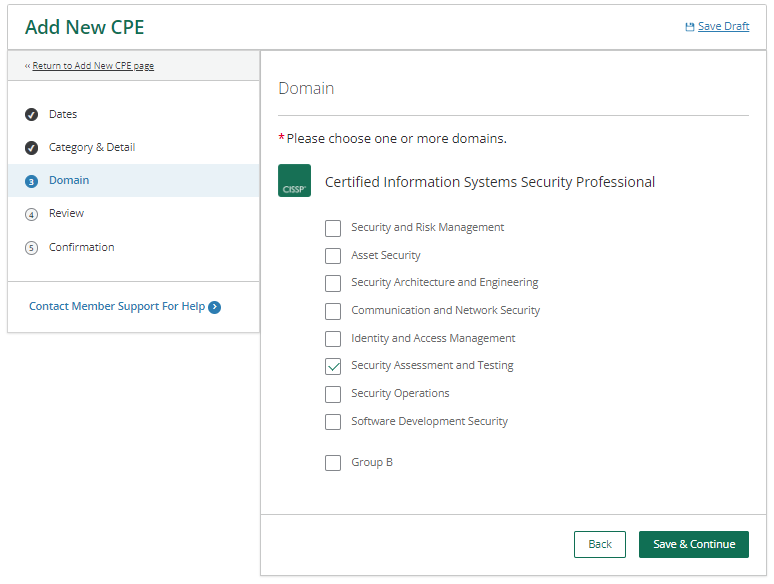 Add New CPE
Save Draft
‹‹ Return to Add New CPE page
Dates
Category & Detail
3 Domain
4 Review
5 Confirmation
Contact Member Support For Help
Domain
*Please choose one or more domains.
CISSP®
Certified Information Systems Security Professional
Security and Risk Management
Asset Security
Security Architecture and Engineering
Communication and Network Security
Identity and Access Management
Security Assessment and Testing
Security Operations
Software Development Security
Group B
Back
Save & Continue